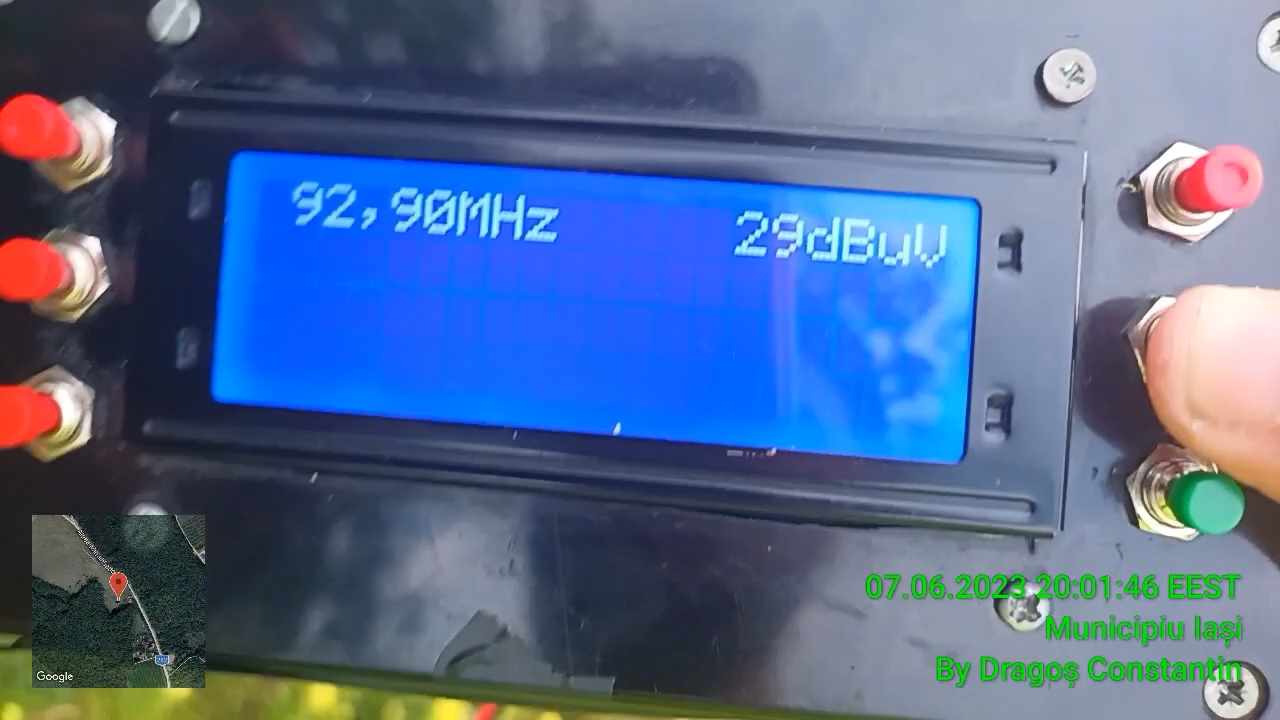 92,90MHz 29dBuV
07.06.2023 20:01:46 EEST
Municipiu Iași
By Dragoș Constantin
Google